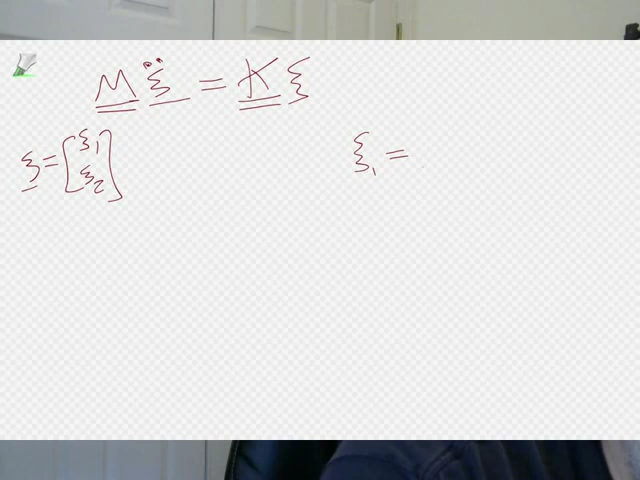 M ξ̈ = K ξ
ξ = [ξ1 ξ2]
ξ1 =